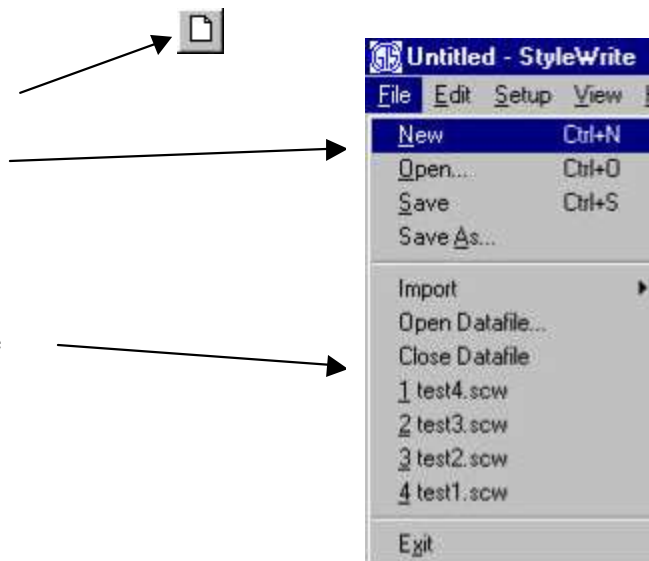 GIS Untitled - StyleWrite
File Edit Setup View
New Ctrl+N
Open... Ctrl+O
Save Ctrl+S
Save As...
Import
Open Datafile...
Close Datafile
1 test4.scw
2 test3.scw
3 test2.scw
4 test1.scw
Exit